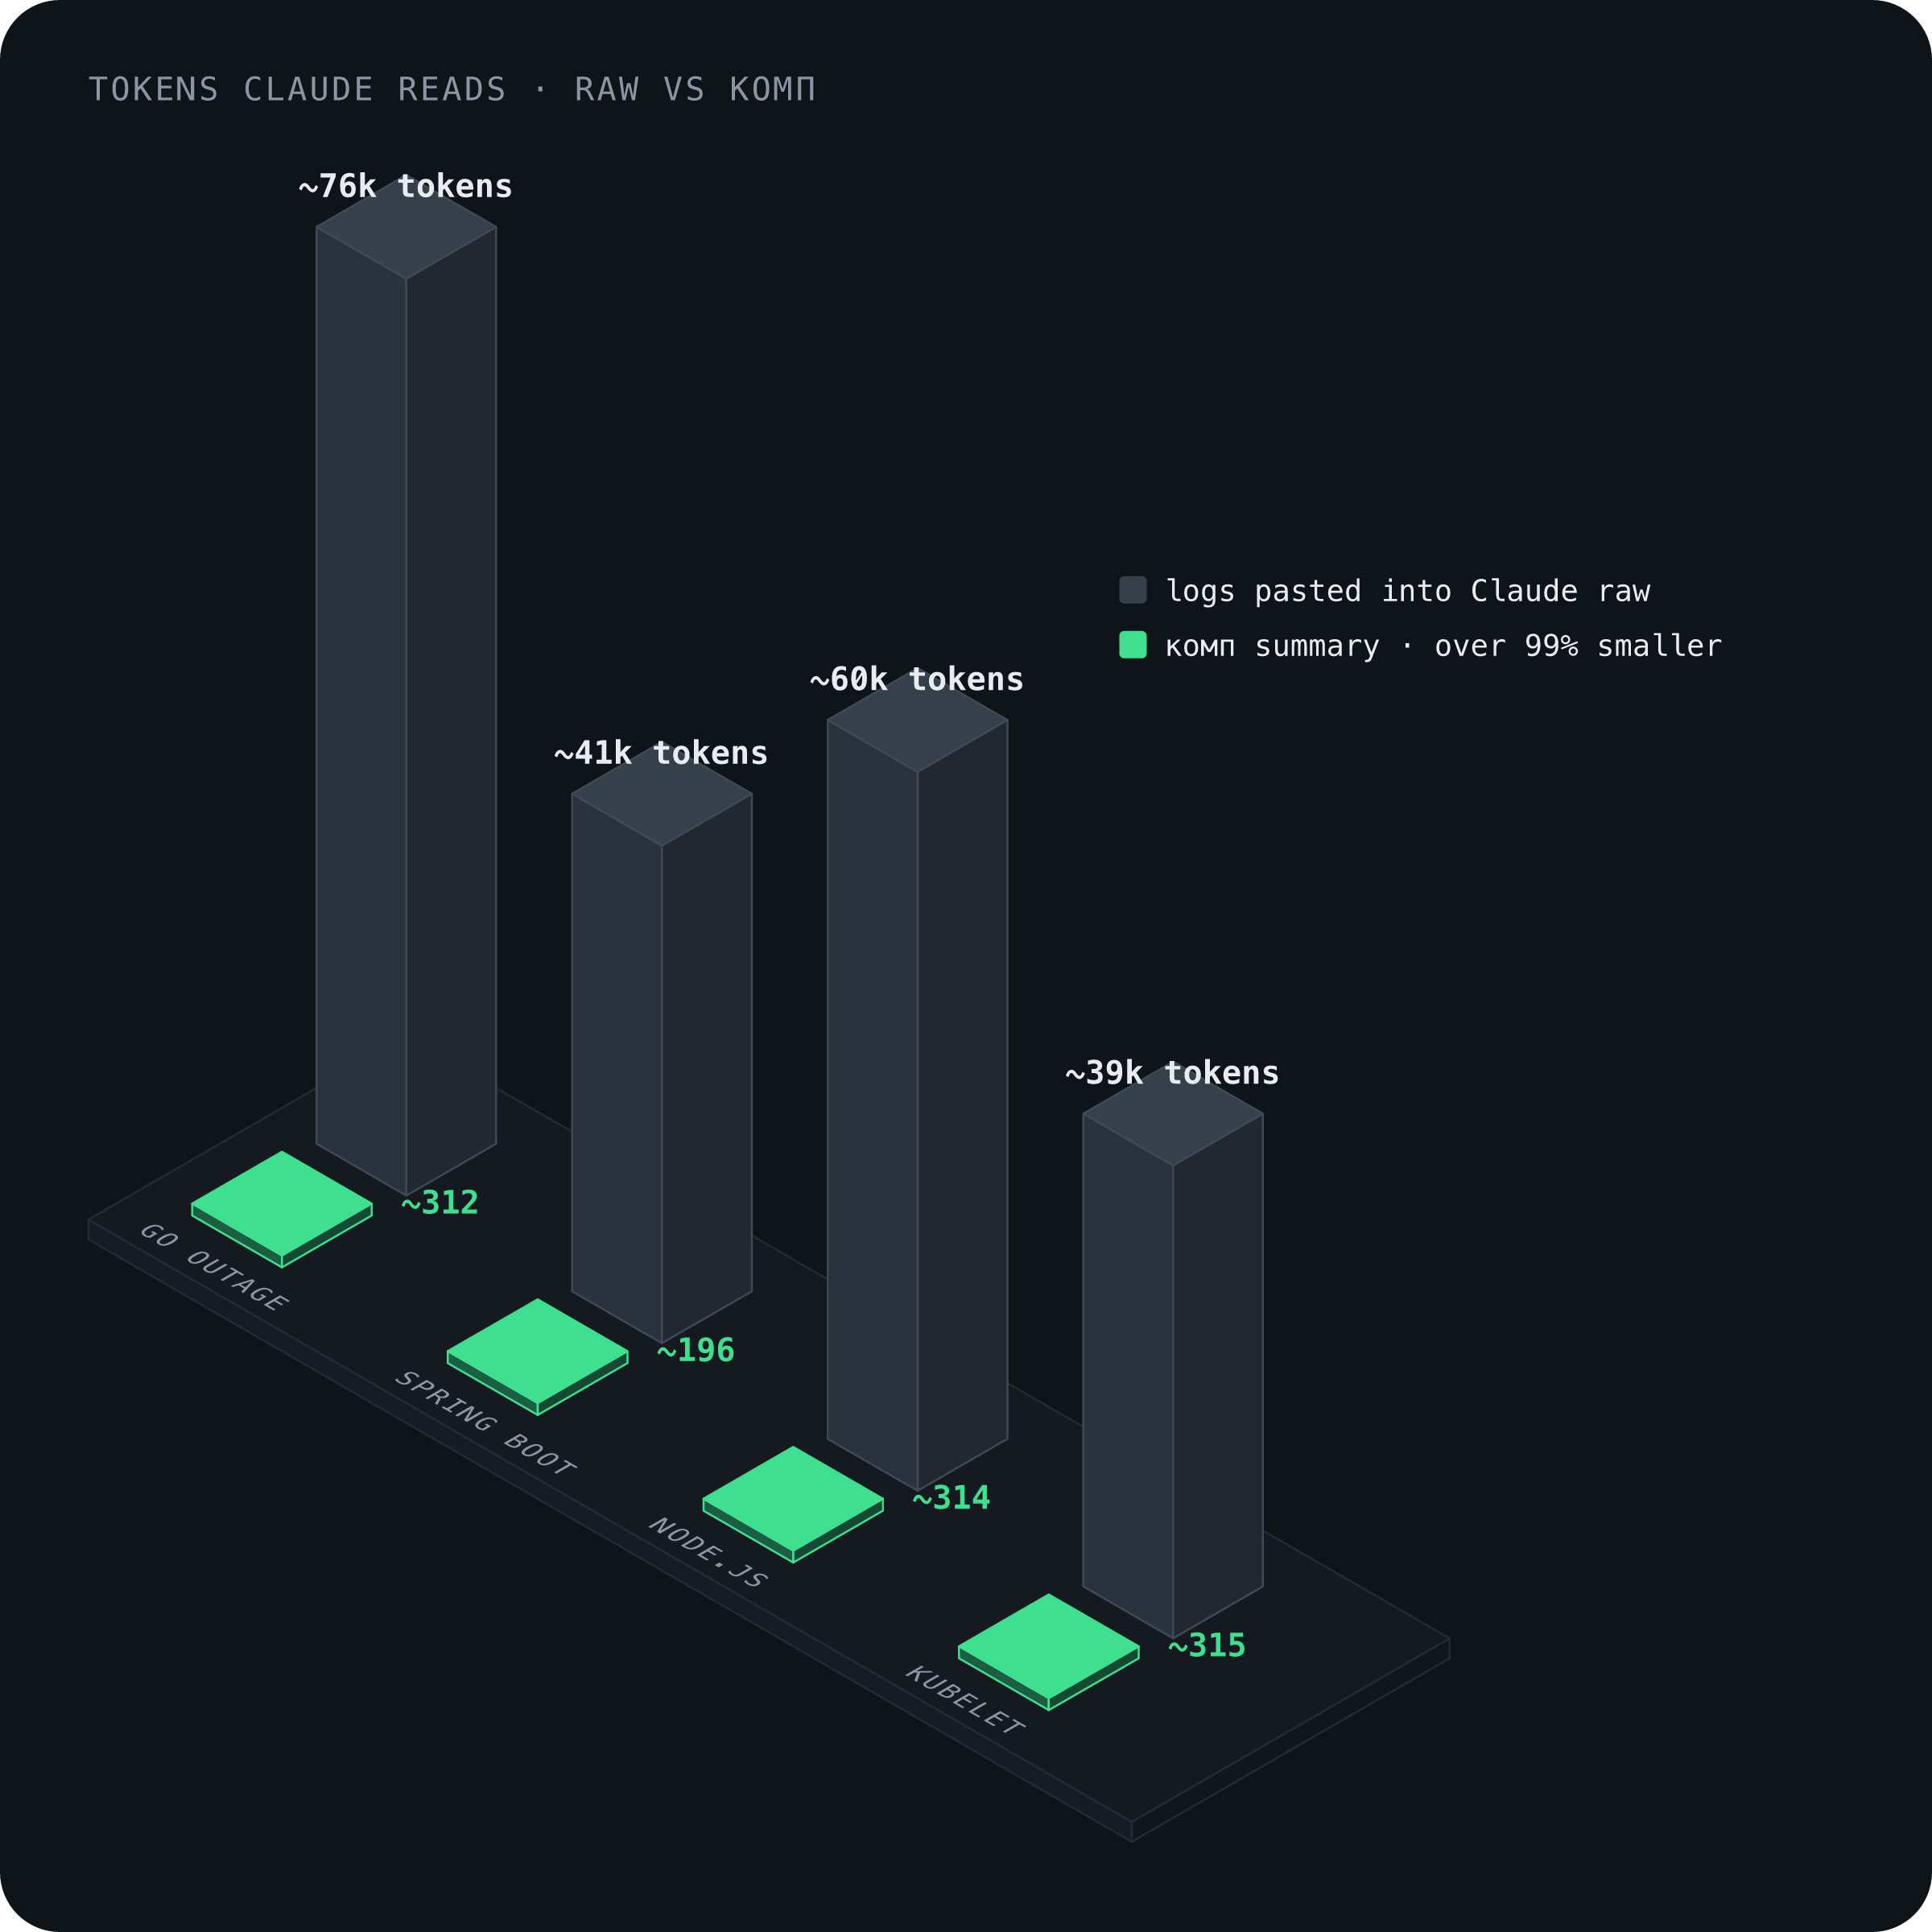 TOKENS CLAUDE READS · RAW VS КОМП
~76k tokens
logs pasted into Claude raw
комп summary · over 99% smaller
~60k tokens
~41k tokens
~39k tokens
~312
GO OUTAGE
~196
SPRING BOOT
~314
NODE.JS
~315
KUBELET